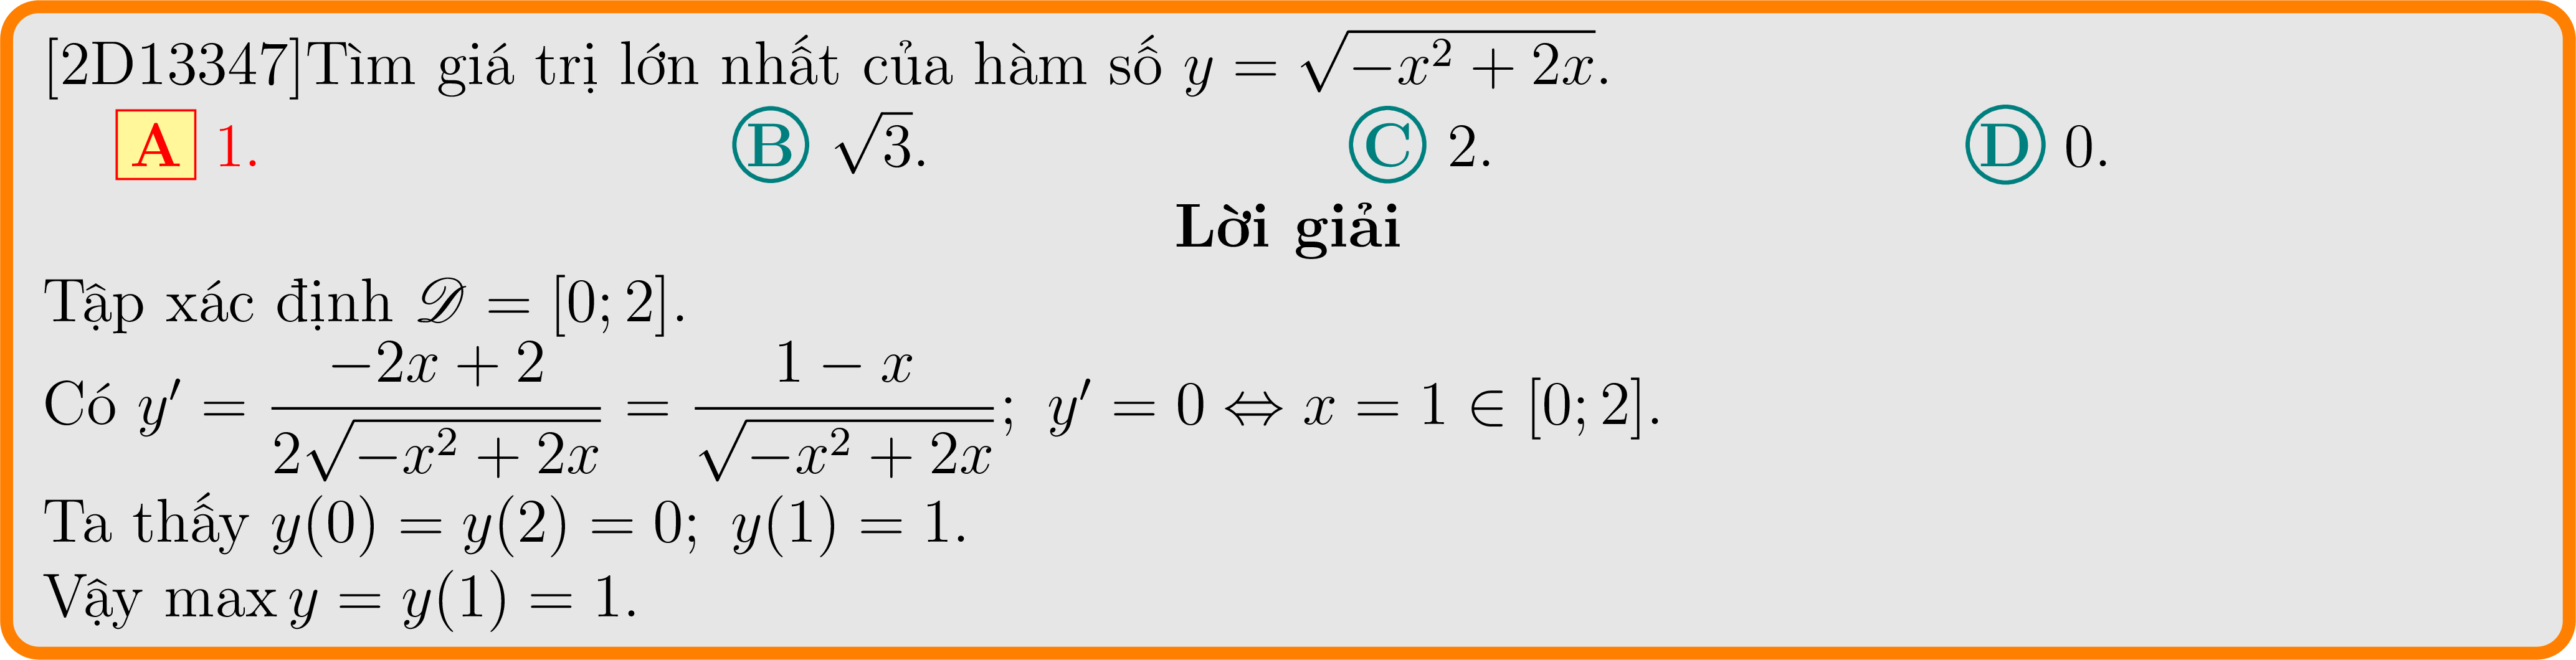 [2D13347]Tìm giá trị lớn nhất của hàm số $y = \sqrt{-x^2 + 2x}$.
A 1. B $\sqrt{3}$. C 2. D 0.
Lời giải
Tập xác định $\mathscr{D} = [0; 2]$.
Có $y' = \dfrac{-2x + 2}{2\sqrt{-x^2 + 2x}} = \dfrac{1 - x}{\sqrt{-x^2 + 2x}};\ y' = 0 \Leftrightarrow x = 1 \in [0; 2]$.
Ta thấy $y(0) = y(2) = 0;\ y(1) = 1$.
Vậy $\max y = y(1) = 1$.